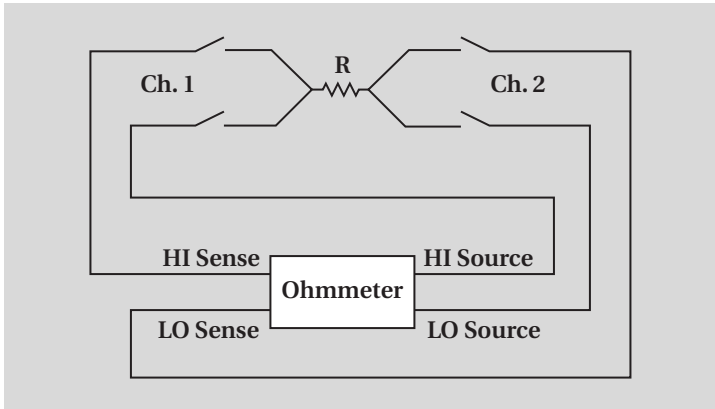 R
Ch. 1
Ch. 2
HI Sense
HI Source
Ohmmeter
LO Sense
LO Source